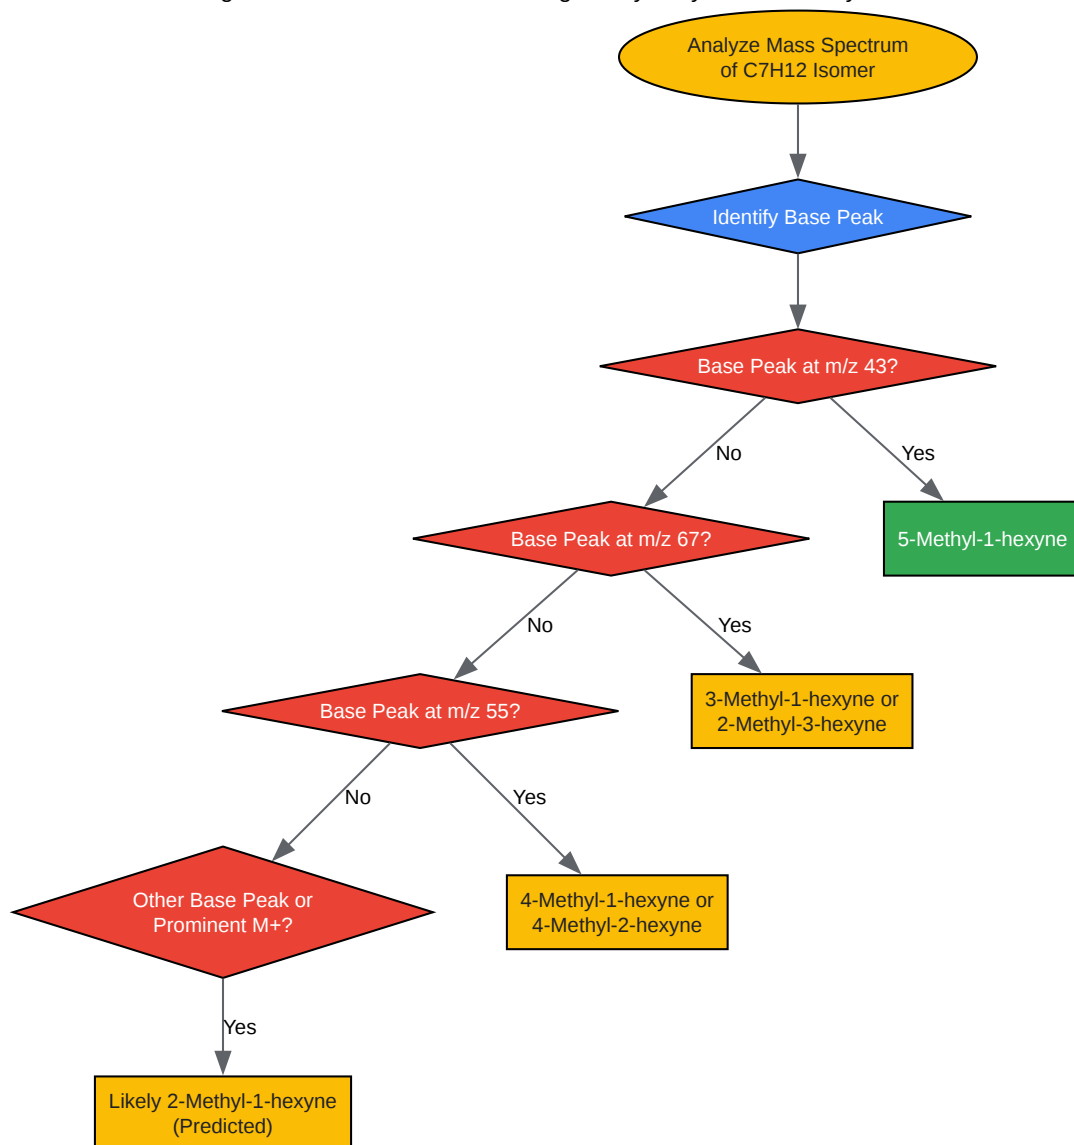 Analyze Mass Spectrum
of C7H12 Isomer
Identify Base Peak
Base Peak at m/z 43?
No
Yes
Base Peak at m/z 67?
5-Methyl-1-hexyne
No
Yes
Base Peak at m/z 55?
3-Methyl-1-hexyne or
2-Methyl-3-hexyne
No
Yes
Other Base Peak or
Prominent M+?
4-Methyl-1-hexyne or
4-Methyl-2-hexyne
Yes
Likely 2-Methyl-1-hexyne
(Predicted)